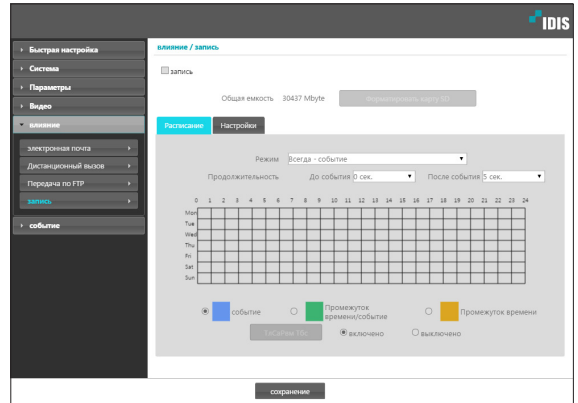 IDIS
Быстрая настройка
Система
Параметры
Видео
влияние
электронная почта
Дистанционный вызов
Передача по FTP
запись
событие
влияние / запись
запись
Общая емкость 30437 Mbyte Форматировать карту SD
Расписание Настройки
Режим Всегда - событие
Продолжительность До события 0 сек. После события 5 сек.
0 1 2 3 4 5 6 7 8 9 10 11 12 13 14 15 16 17 18 19 20 21 22 23 24
Mon
Tue
Wed
Thu
Fri
Sat
Sun
событие Промежуток времени/событие Промежуток времени
включено выключено
сохранение